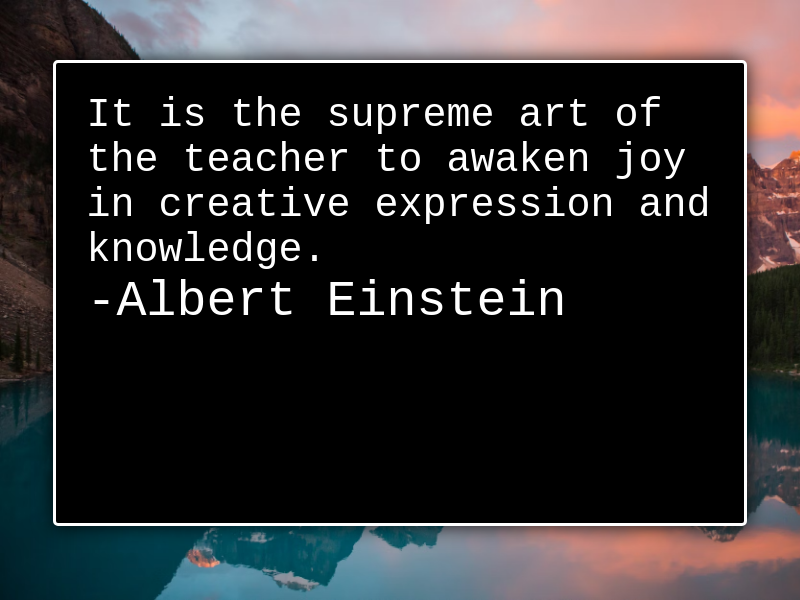 It is the supreme art of
the teacher to awaken joy
in creative expression and
knowledge.
-Albert Einstein